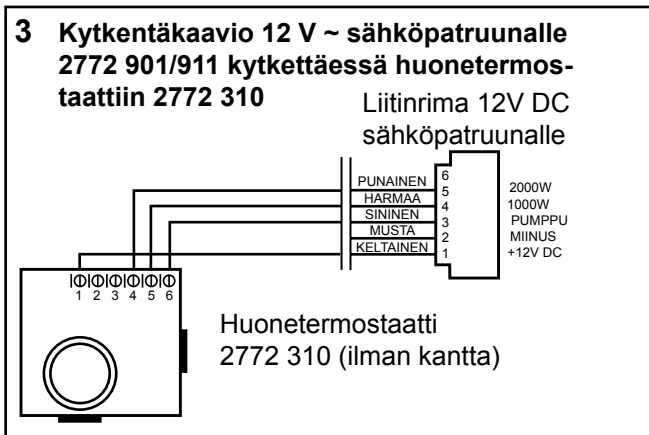 3 Kytkentäkaavio 12 V ~ sähköpatruunalle
2772 901/911 kytkettäessä huonetermos-
taattiin 2772 310
Liitinrima 12V DC
sähköpatruunalle
PUNAINEN
HARMAA
SININEN
MUSTA
KELTAINEN
6
5
4
3
2
1
2000W
1000W
PUMPPU
MIINUS
+12V DC
1 2 3 4 5 6
Huonetermostaatti
2772 310 (ilman kantta)